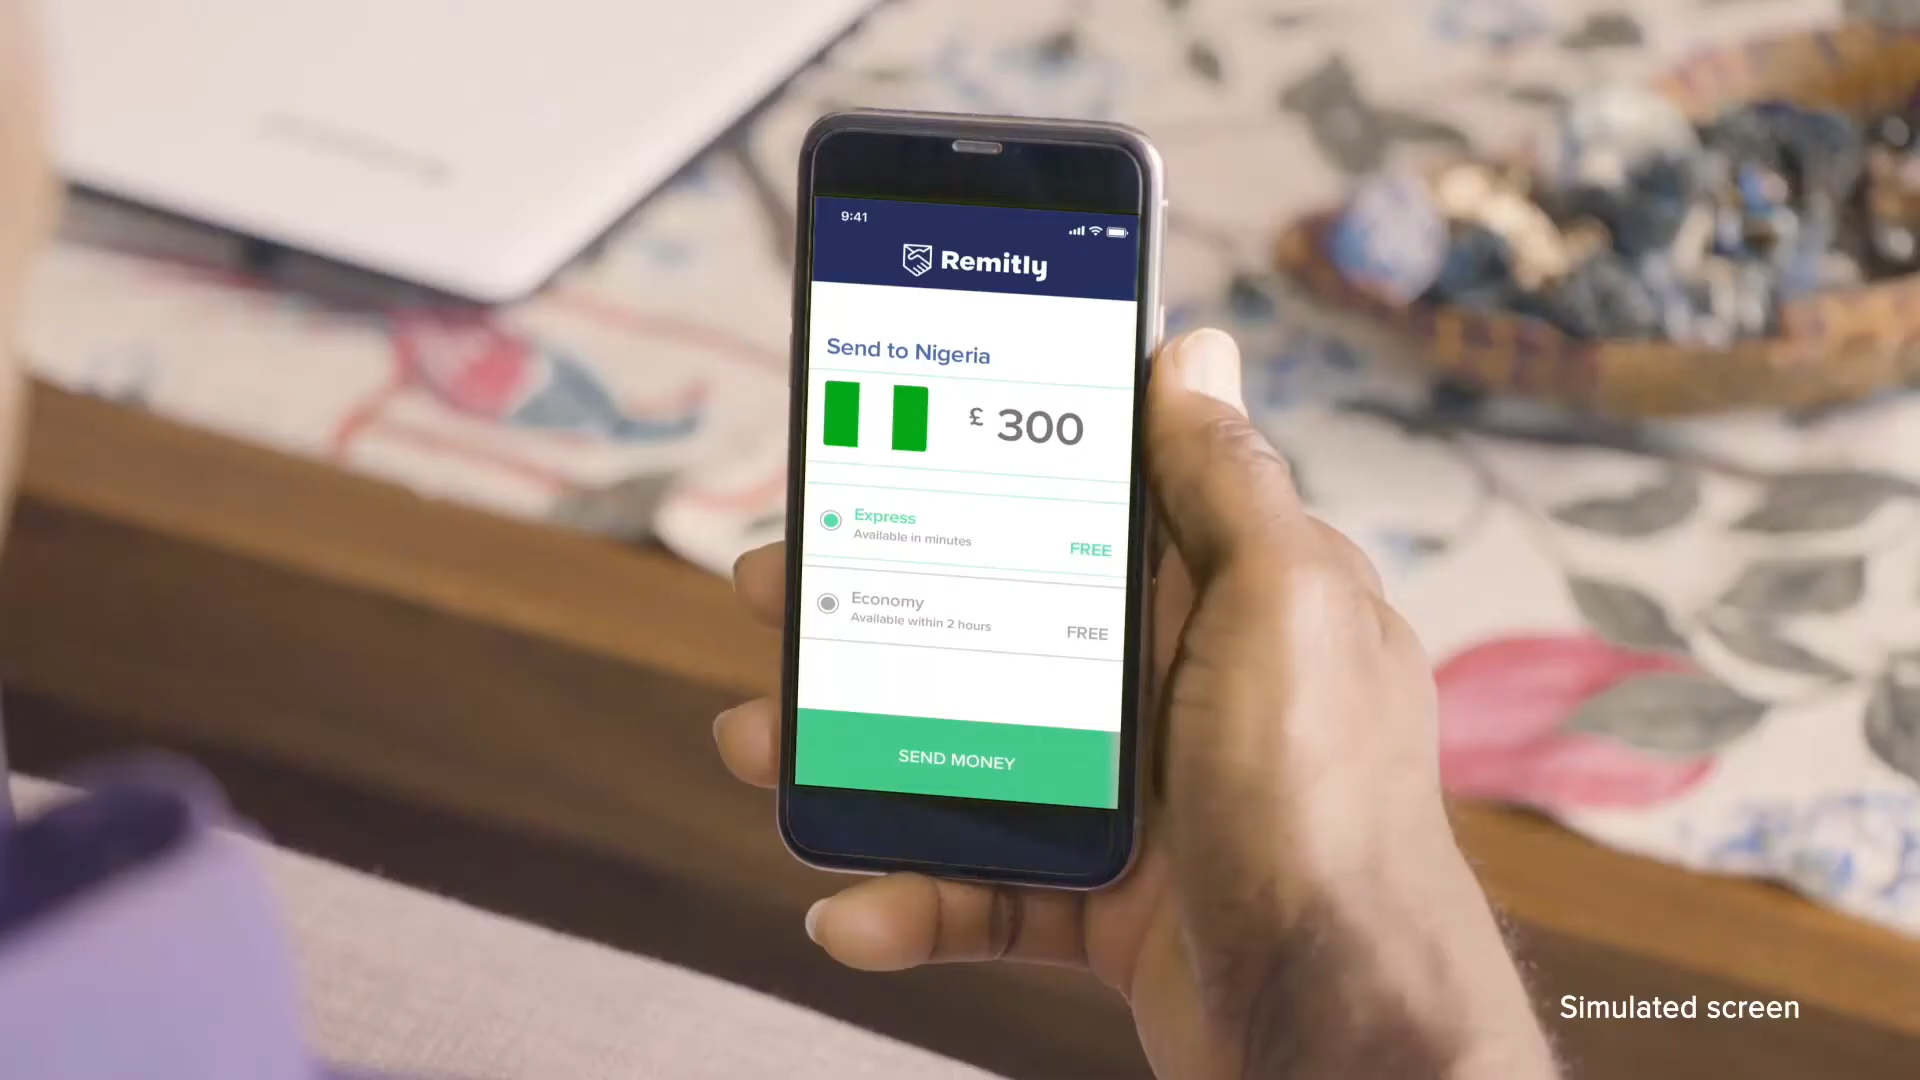 9:41
Remitly
Send to Nigeria
£ 300
Express
Available in minutes
FREE
Economy
Available within 2 hours
FREE
SEND MONEY
Simulated screen